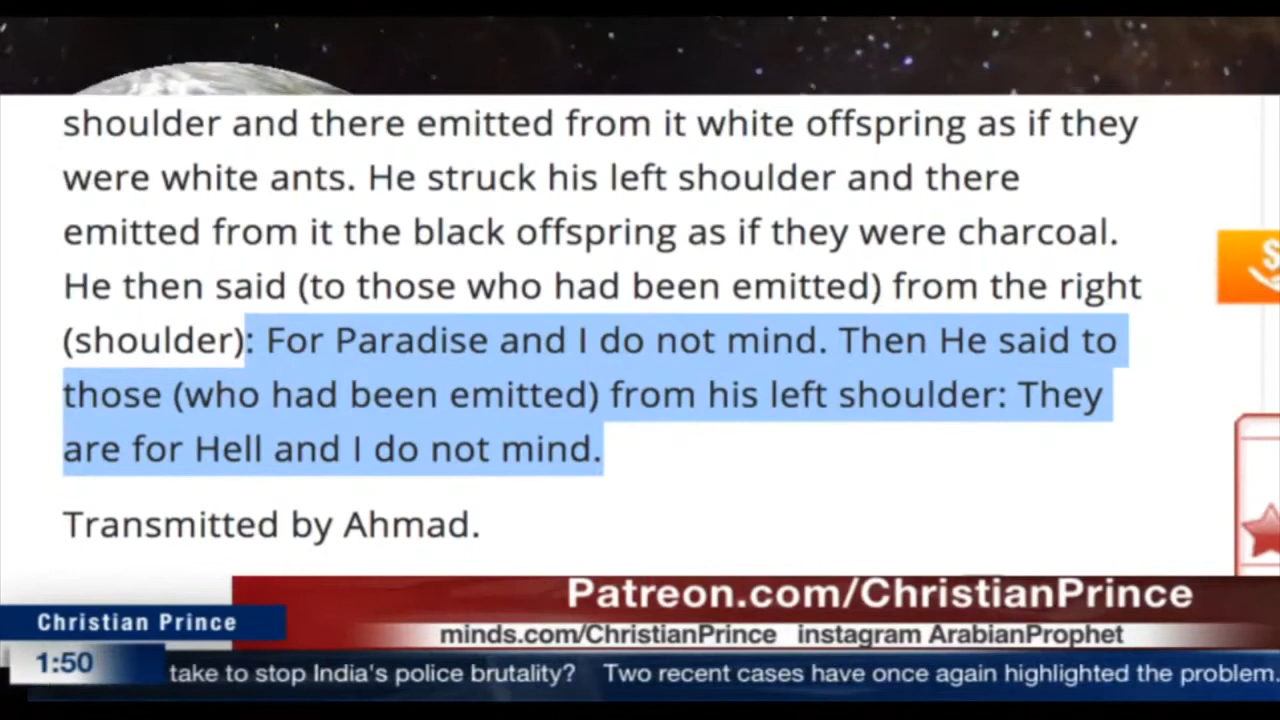 shoulder and there emitted from it white offspring as if they
were white ants. He struck his left shoulder and there
emitted from it the black offspring as if they were charcoal.
He then said (to those who had been emitted) from the right
(shoulder): For Paradise and I do not mind. Then He said to
those (who had been emitted) from his left shoulder: They
are for Hell and I do not mind.
Transmitted by Ahmad.
$
Patreon.com/ChristianPrince
Christian Prince
minds.com/ChristianPrince instagram ArabianProphet
1:50
take to stop India's police brutality? Two recent cases have once again highlighted the problem.